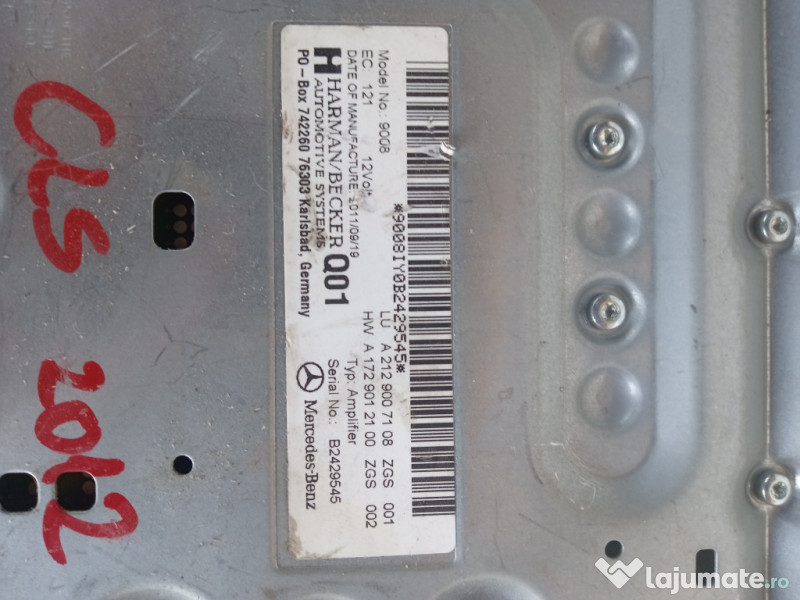 *9008IY0B2429545*
Model No.: 9008
EC: 121 12Volt
DATE OF MANUFACTURE: 2011/09/19
HARMAN/BECKER
AUTOMOTIVE SYSTEMS
Q01
PO-Box 742260 76303 Karlsbad, Germany
LU A 212 900 71 08 ZGS 001
HW A 172 901 21 00 ZGS 002
Typ: Amplifier
Serial No.: B2429545
Mercedes-Benz
CLS 2012
lajumate.ro